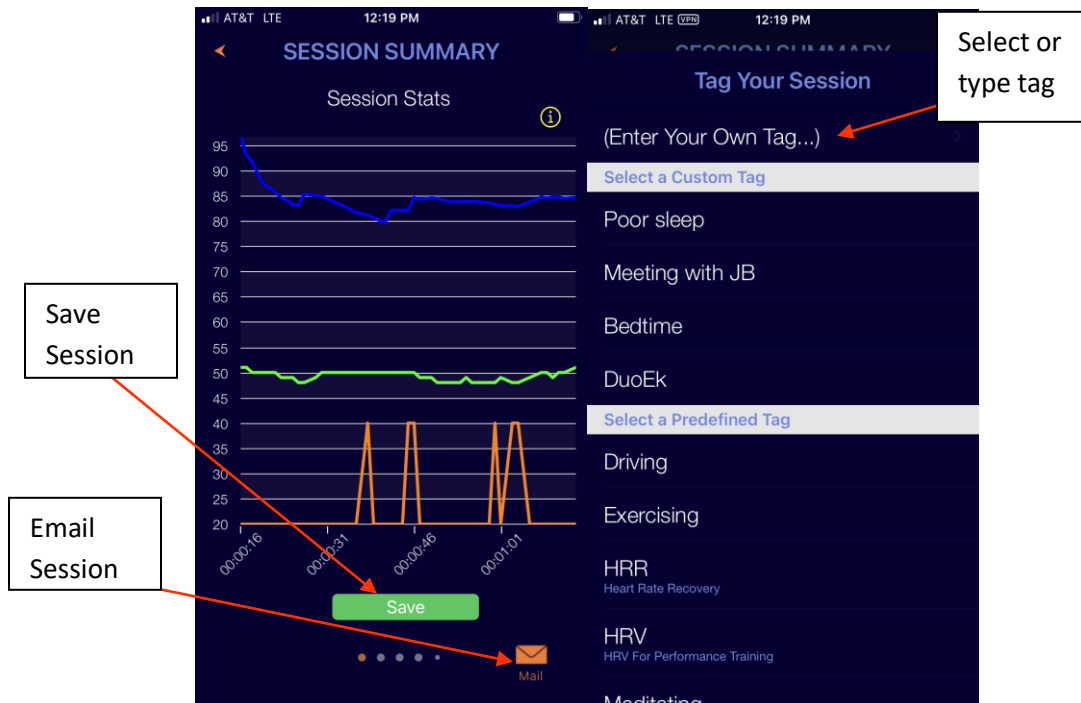 AT&T LTE 12:19 PM
SESSION SUMMARY
Session Stats
i
95
90
85
80
75
70
65
60
55
50
45
40
35
30
25
20
00:00:16 00:00:31 00:00:46 00:01:01
Save
Mail
Save
Session
Email
Session
AT&T LTE VPN 12:19 PM
SESSION SUMMARY
Tag Your Session
(Enter Your Own Tag...)
Select a Custom Tag
Poor sleep
Meeting with JB
Bedtime
DuoEk
Select a Predefined Tag
Driving
Exercising
HRR
Heart Rate Recovery
HRV
HRV For Performance Training
Meditating
Select or
type tag